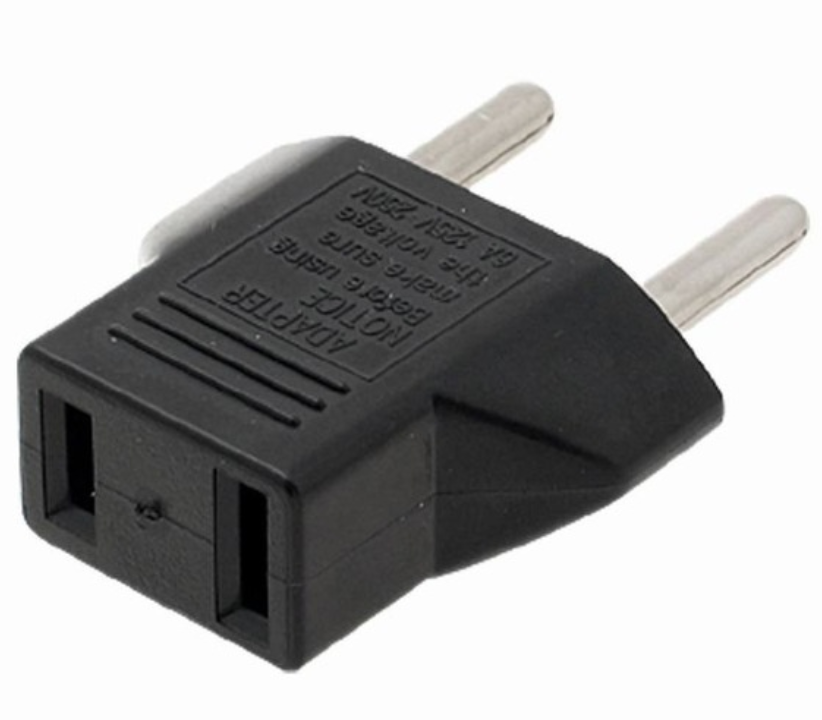 ADAPTER
NOTICE
Before using
make sure
the voltage
6A 125V 250V